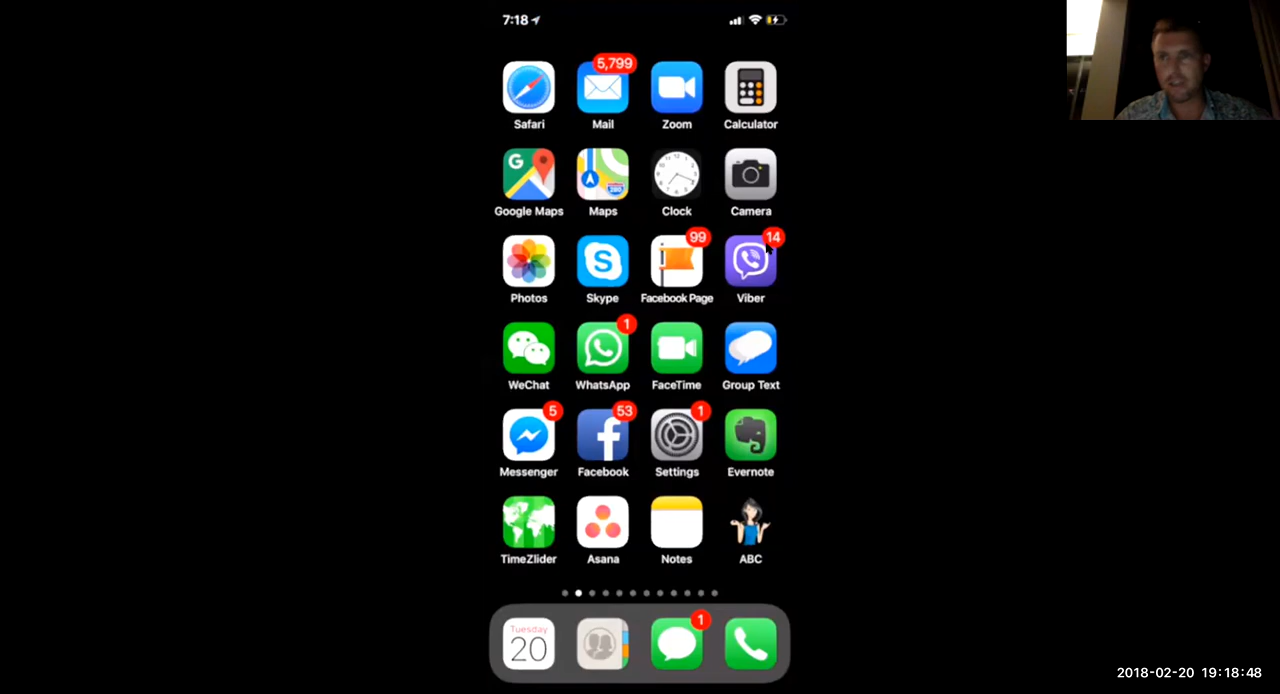 7:18
5,799
Safari Mail Zoom Calculator
G
280
Google Maps Maps Clock Camera
99 14
S
Photos Skype Facebook Page Viber
1
WeChat WhatsApp FaceTime Group Text
5 53 1
f
Messenger Facebook Settings Evernote
TimeZlider Asana Notes ABC
1
Tuesday
20
2018-02-20 19:18:48